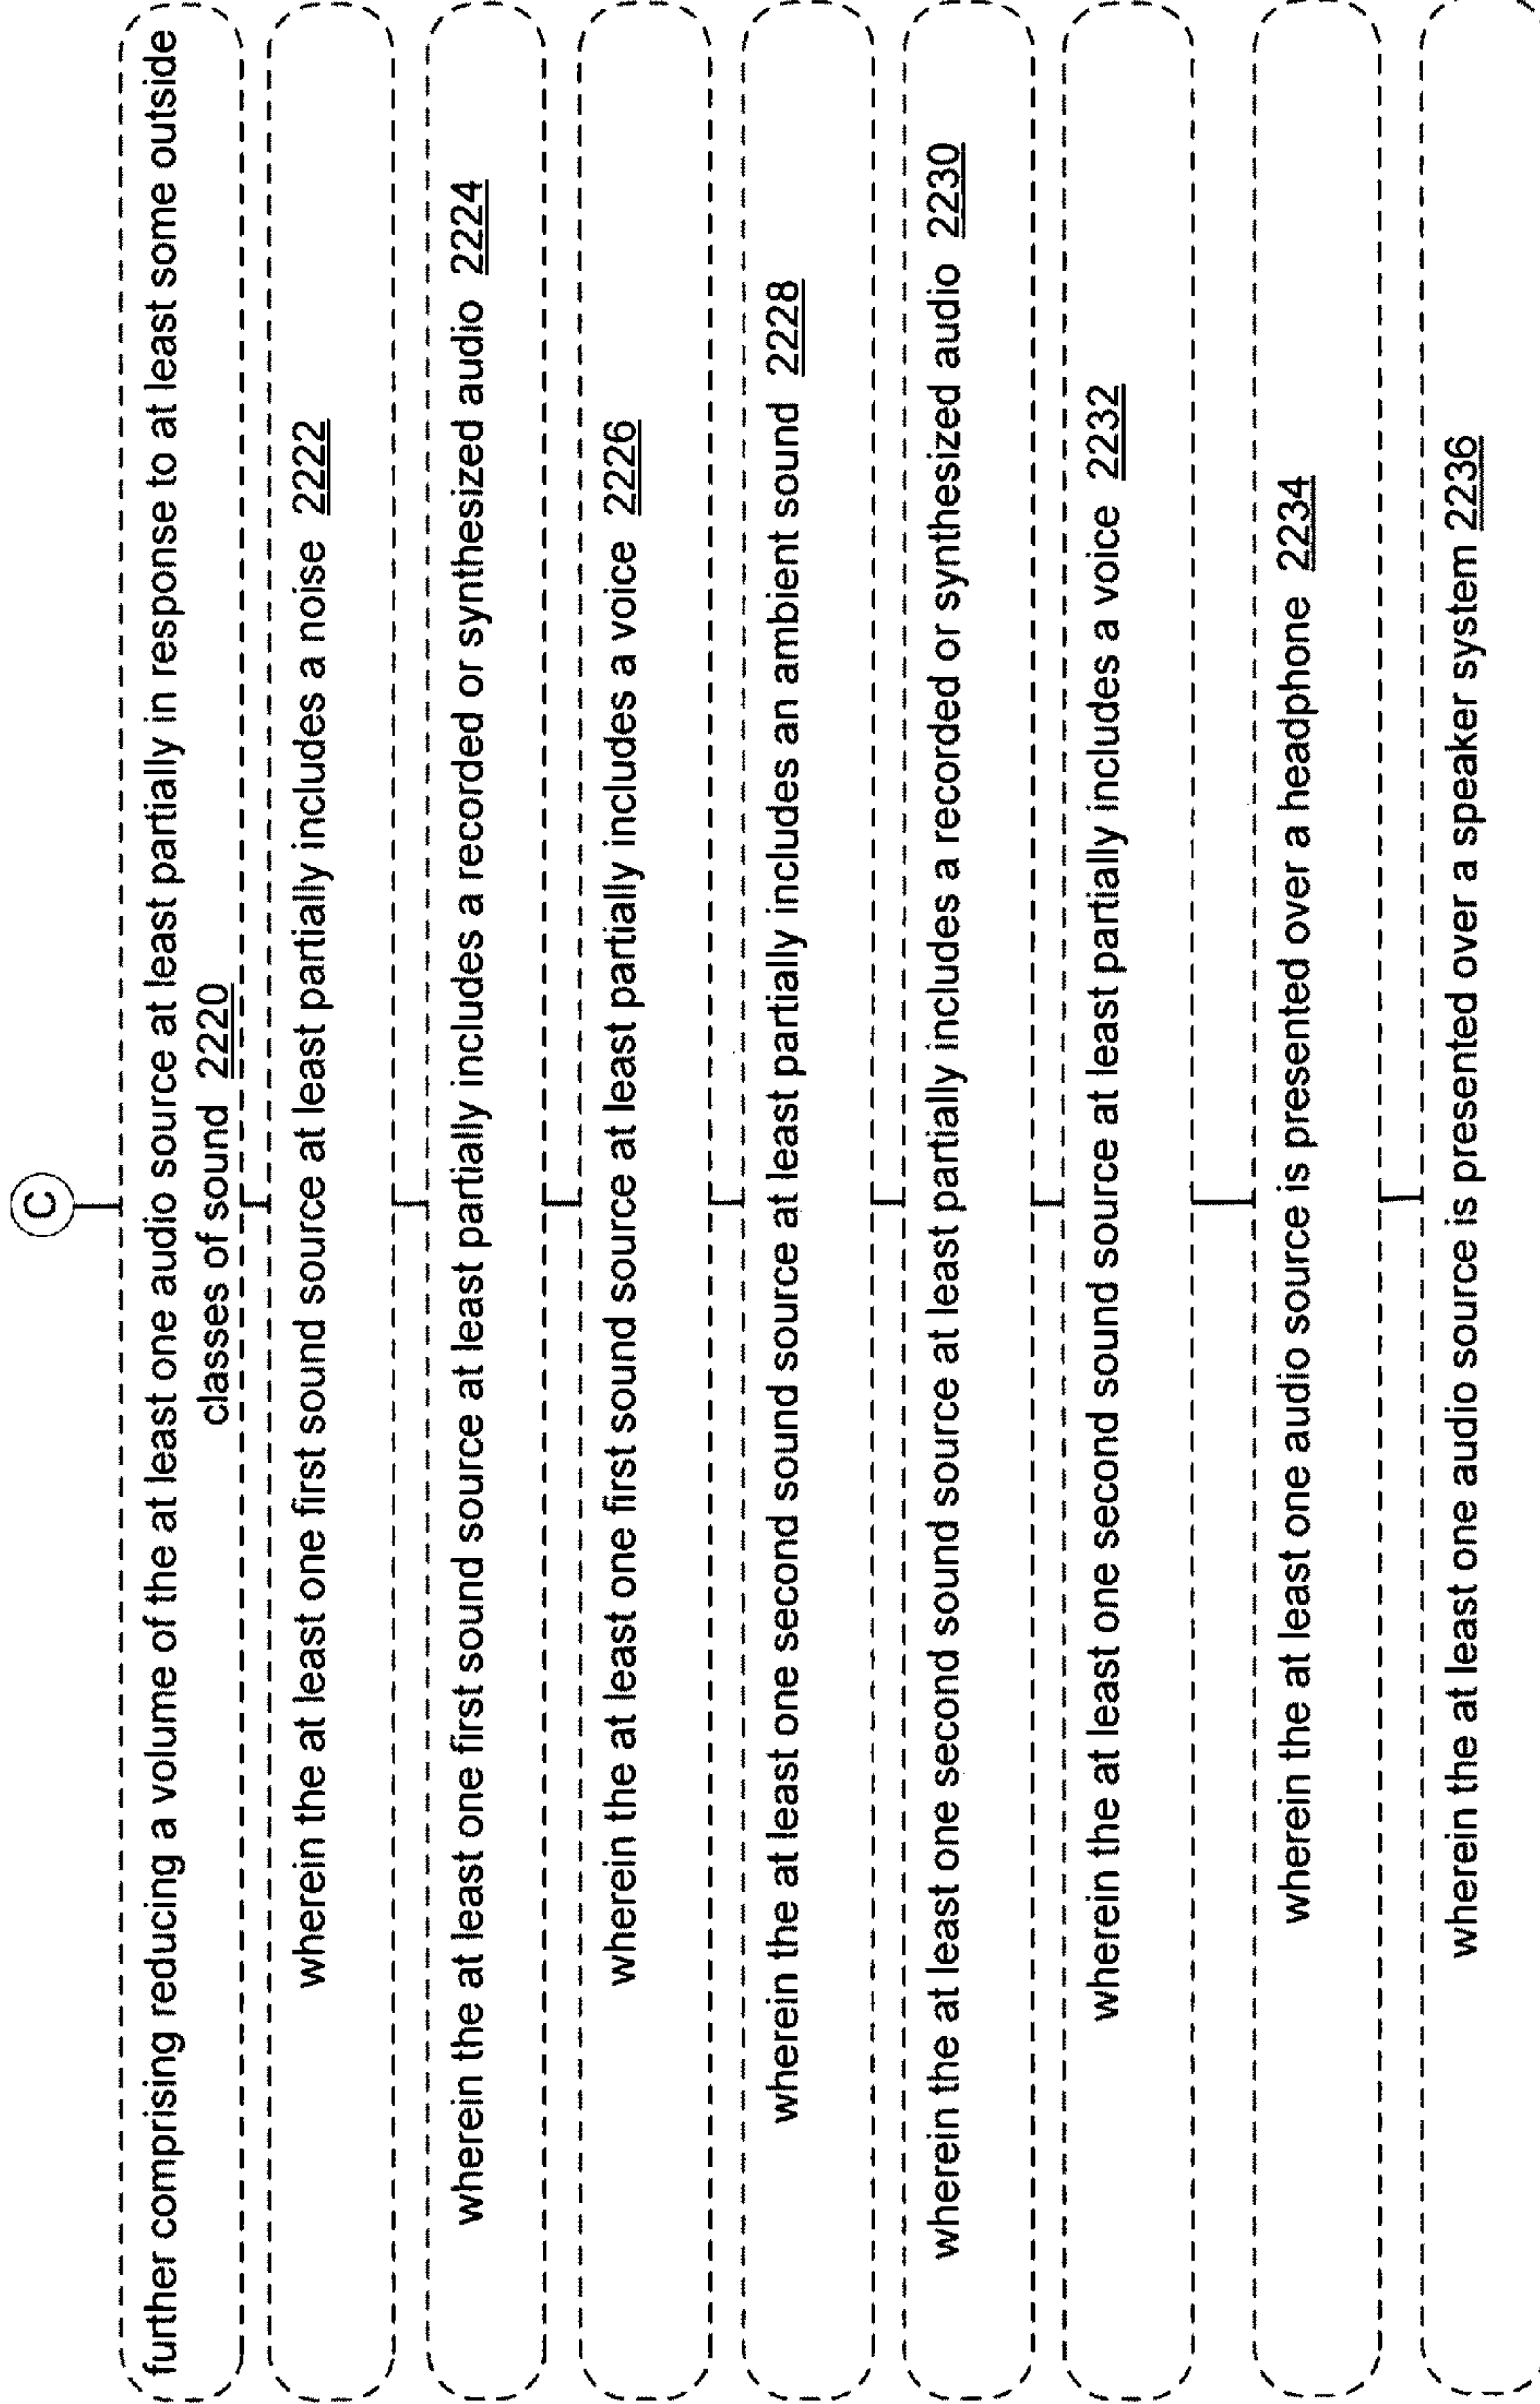 C
further comprising reducing a volume of the at least one audio source at least partially in response to at least some outside
classes of sound 2220
wherein the at least one first sound source at least partially includes a noise 2222
wherein the at least one first sound source at least partially includes a recorded or synthesized audio 2224
wherein the at least one first sound source at least partially includes a voice 2226
wherein the at least one second sound source at least partially includes an ambient sound 2228
wherein the at least one second sound source at least partially includes a recorded or synthesized audio 2230
wherein the at least one second sound source at least partially includes a voice 2232
wherein the at least one audio source is presented over a headphone 2234
wherein the at least one audio source is presented over a speaker system 2236